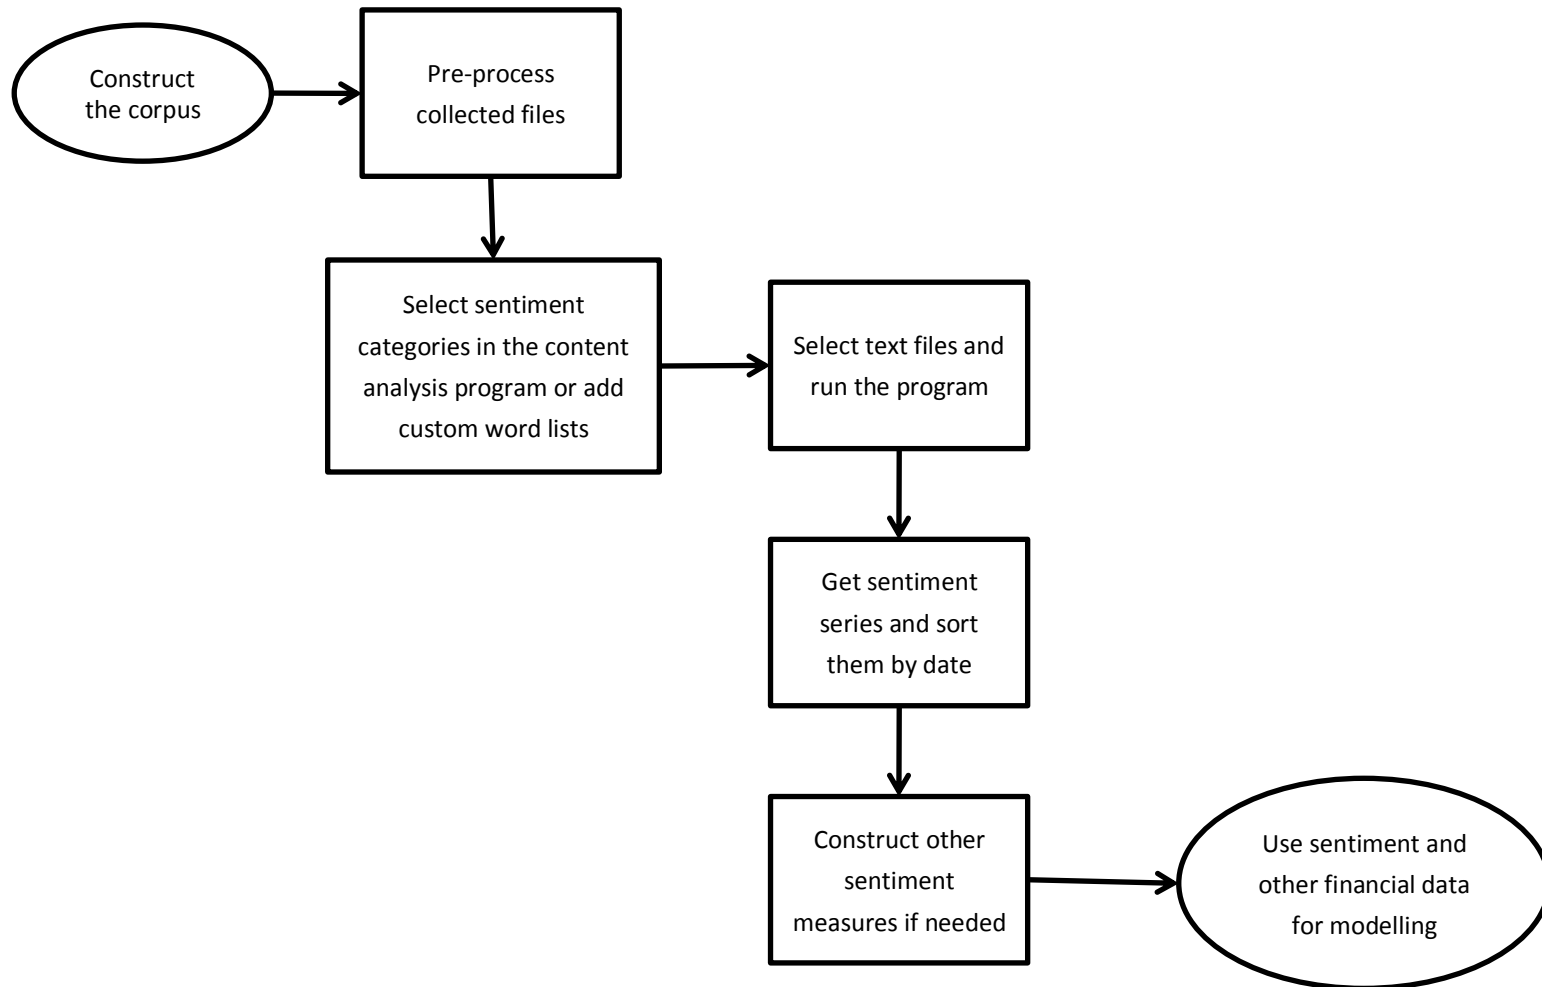 Construct
the corpus
Pre-process
collected files
Select sentiment
categories in the content
analysis program or add
custom word lists
Select text files and
run the program
Get sentiment
series and sort
them by date
Construct other
sentiment
measures if needed
Use sentiment and
other financial data
for modelling